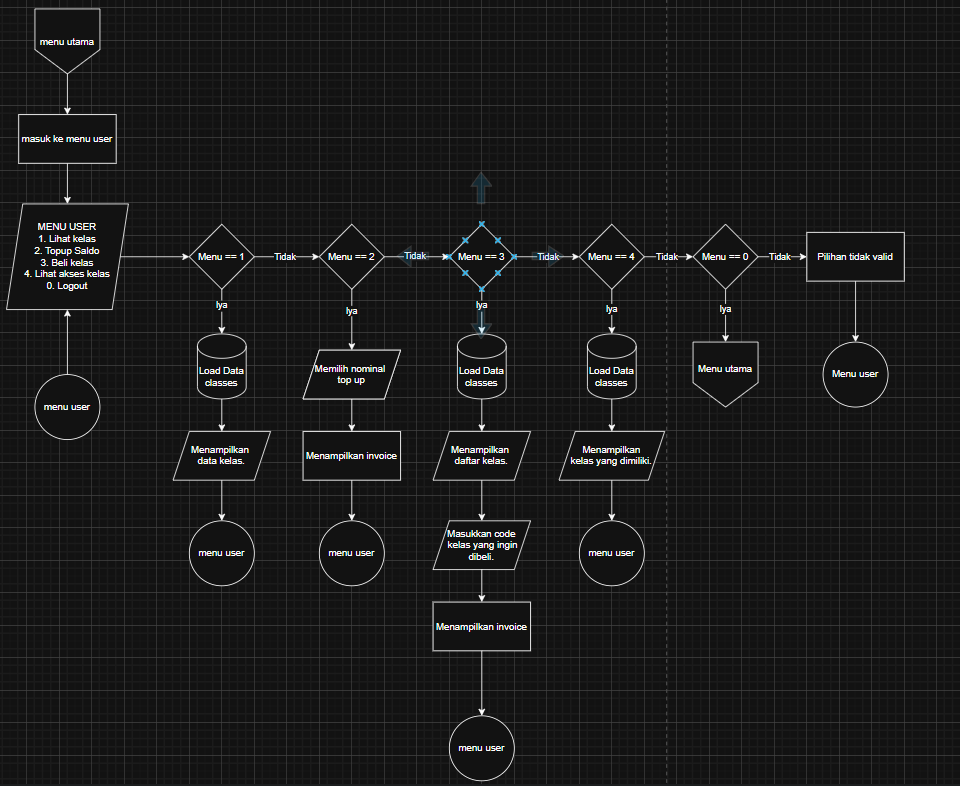 menu utama
masuk ke menu user
MENU USER
1. Lihat kelas
2. Topup Saldo
3. Beli kelas
4. Lihat akses kelas
0. Logout
menu user
Menu == 1
Tidak
Menu == 2
Tidak
Menu == 3
Tidak
Menu == 4
Tidak
Menu == 0
Tidak
Pilihan tidak valid
Iya
Iya
Iya
Iya
Iya
Load Data
classes
Memilih nominal
top up
Load Data
classes
Load Data
classes
Menu utama
Menu user
Menampilkan
data kelas.
Menampilkan invoice
Menampilkan
daftar kelas.
Menampilkan
kelas yang dimiliki.
menu user
menu user
Masukkan code
kelas yang ingin
dibeli.
menu user
Menampilkan invoice
menu user